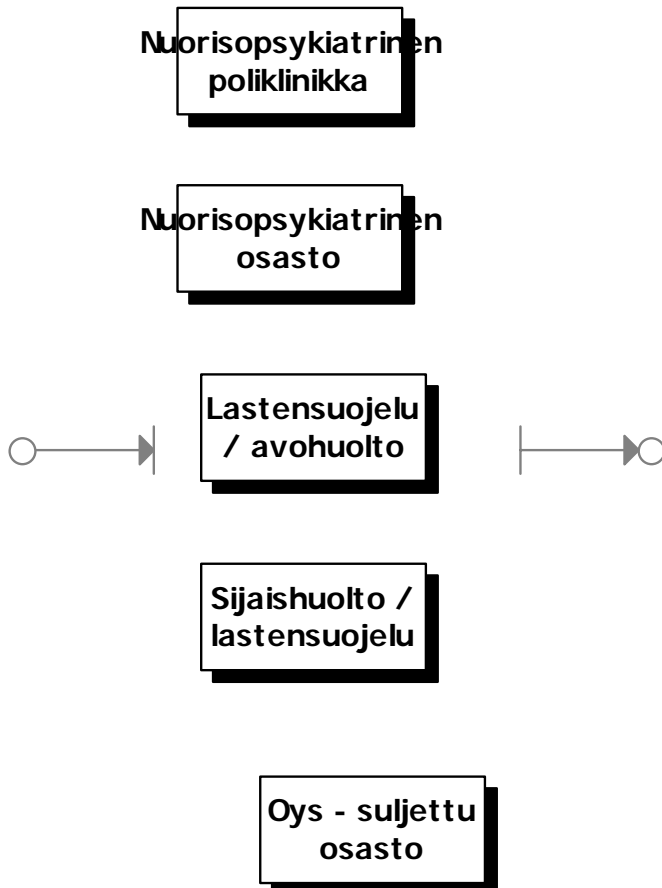 Nuorisopsykiatrinen
poliklinikka
Nuorisopsykiatrinen
osasto
Lastensuojelu
/ avohuolto
Sijaishuolto /
lastensuojelu
Oys - suljettu
osasto